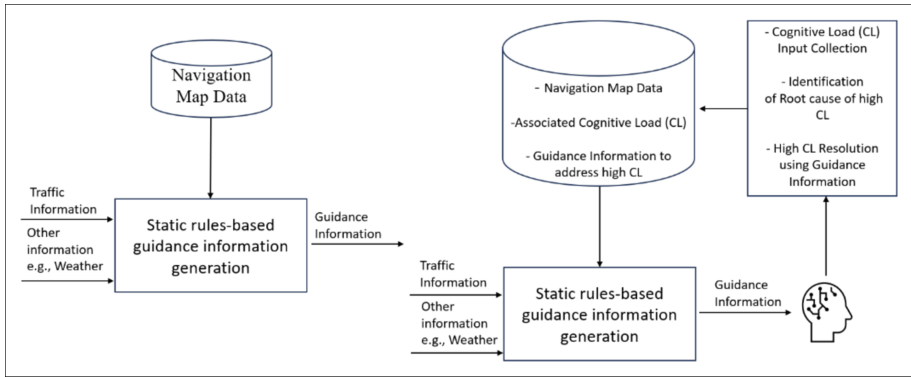 Navigation
Map Data
Traffic
Information
Other
information
e.g., Weather
Static rules-based
guidance information
generation
Guidance
Information
- Navigation Map Data
-Associated Cognitive Load (CL)
- Guidance Information to
address high CL
- Cognitive Load (CL)
Input Collection
- Identification
of Root cause of high
CL
- High CL Resolution
using Guidance
Information
Traffic
Information
Other
information
e.g., Weather
Static rules-based
guidance information
generation
Guidance
Information